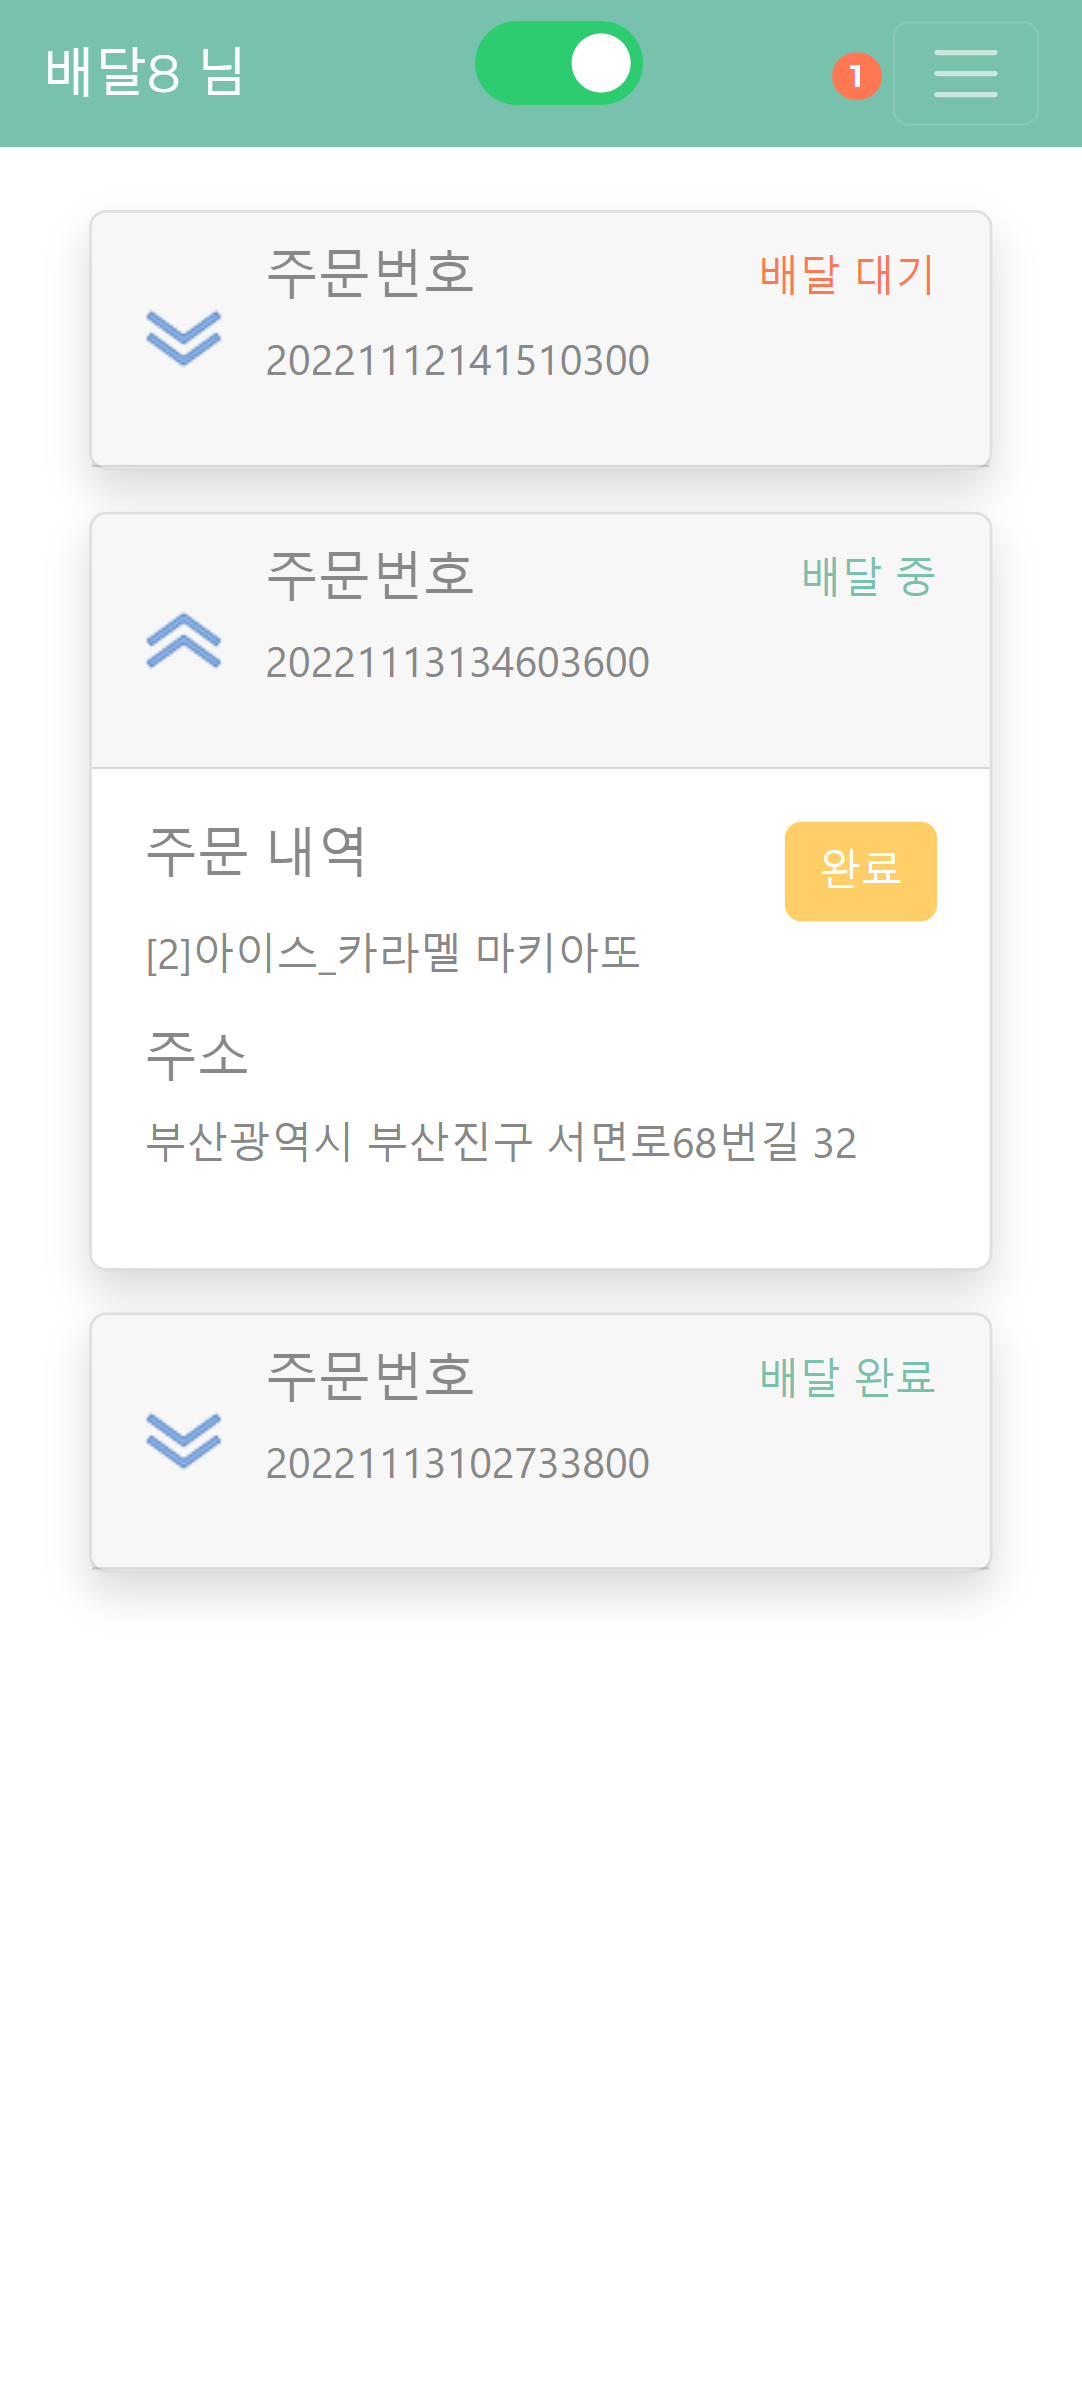 배달8 님
1
주문번호
배달 대기
20221112141510300
주문번호
배달 중
20221113134603600
주문 내역
완료
[2]아이스_카라멜 마키아또
주소
부산광역시 부산진구 서면로68번길 32
주문번호
배달 완료
20221113102733800